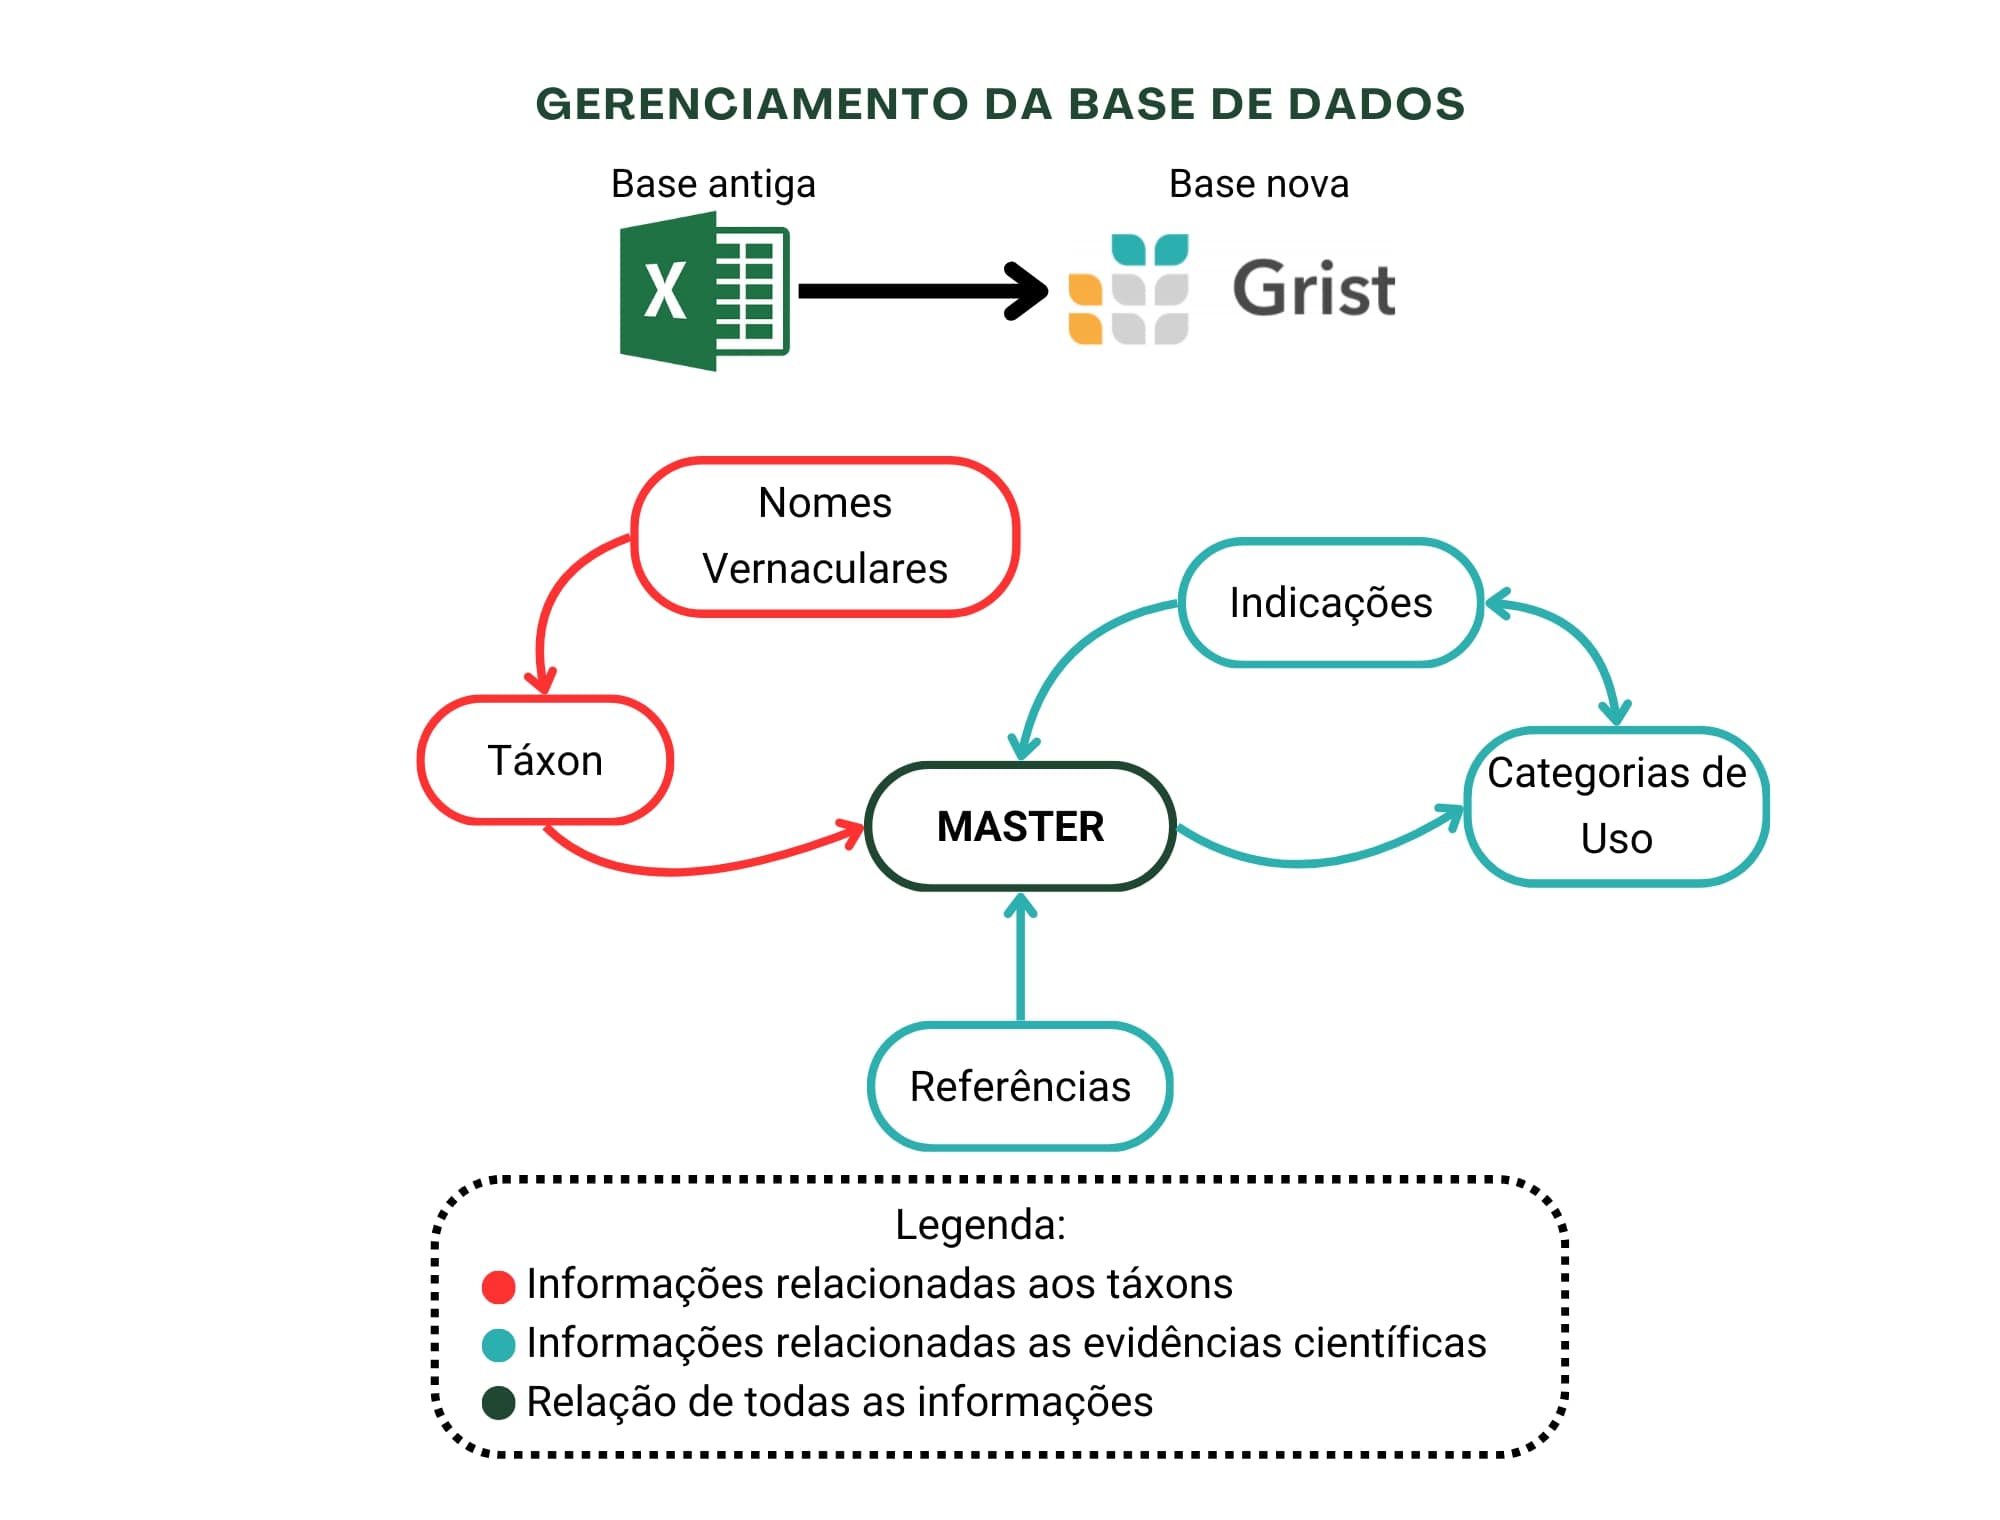 GERENCIAMENTO DA BASE DE DADOS
Base antiga
Base nova
X
Grist
Nomes
Vernaculares
Indicações
Táxon
Categorias de
Uso
MASTER
Referências
Legenda:
Informações relacionadas aos táxons
Informações relacionadas as evidências científicas
Relação de todas as informações